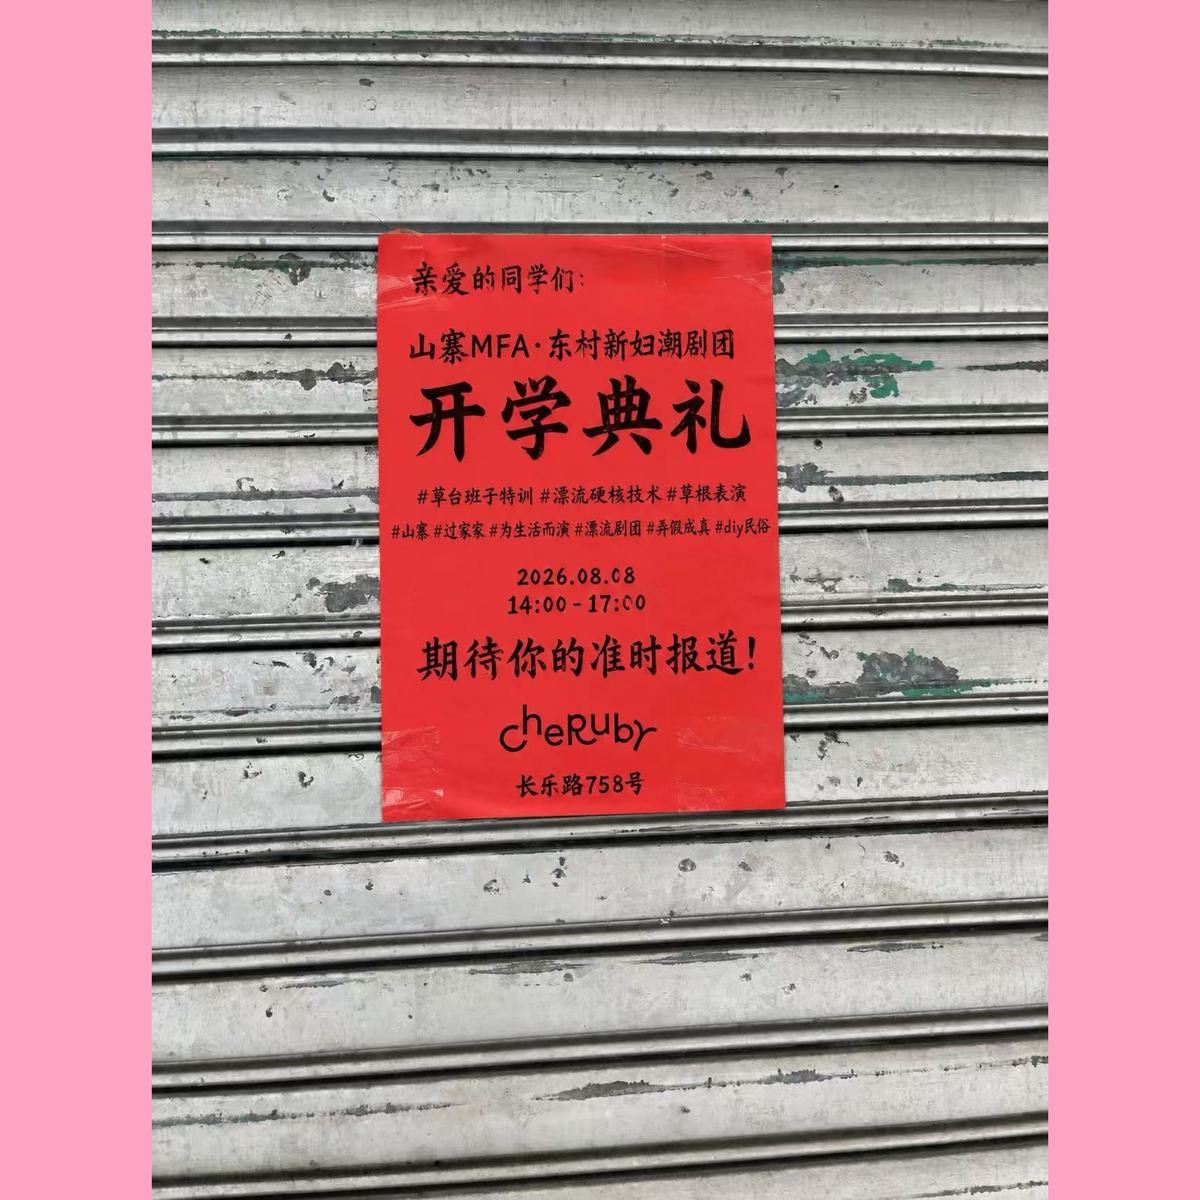 亲爱的同学们:
山寨MFA·东村新妇潮剧团
开学典礼
#草台班子特训 #漂流硬核技术 #草根表演
#山寨 #过家家 #为生活而演 #漂流剧团 #弄假成真 #diy民俗
2026.08.08
14:00-17:00
期待你的准时报道!
cheRuby
长乐路758号